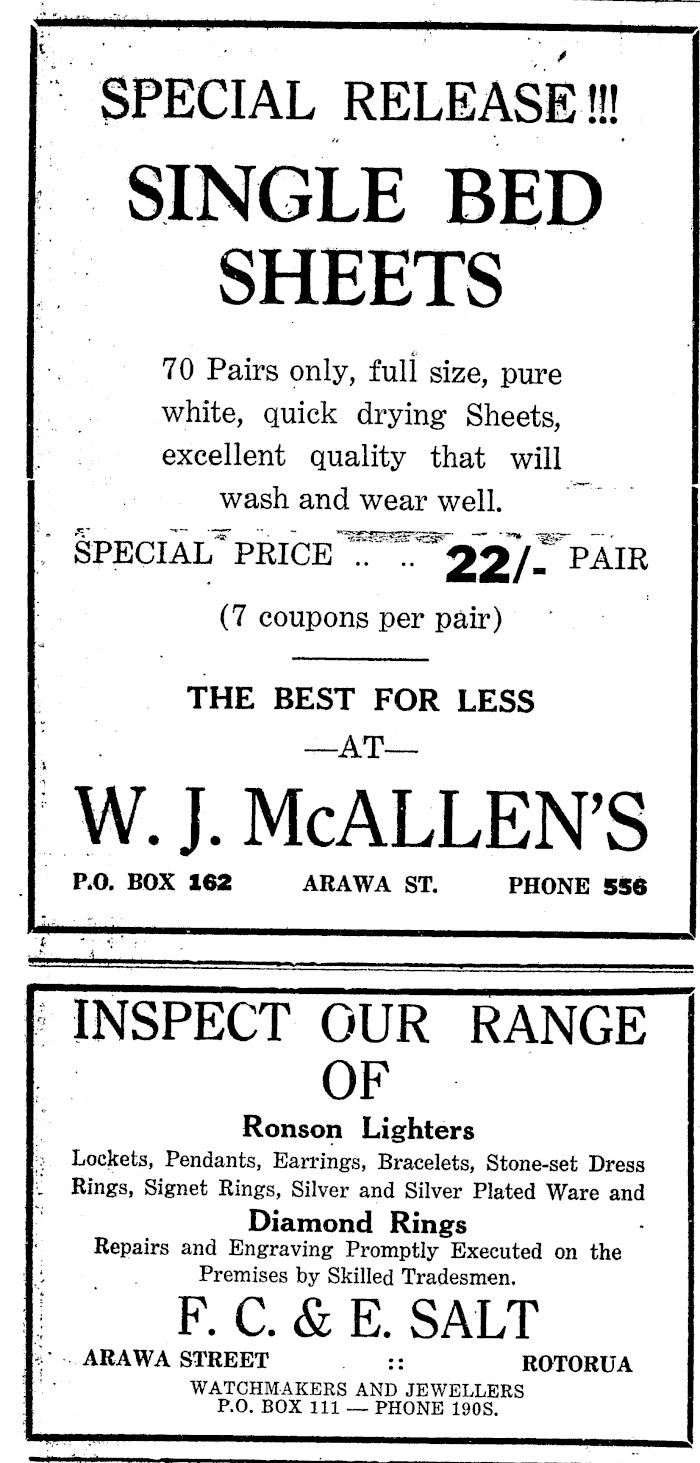 SPECIAL RELEASE!!!
SINGLE BED
SHEETS
70 Pairs only, full size, pure
white, quick drying Sheets,
excellent quality that will
wash and wear well.
SPECIAL PRICE .. .. 22/- PAIR
(7 coupons per pair)
THE BEST FOR LESS
—AT—
W. J. McALLEN'S
P.O. BOX 162 ARAWA ST. PHONE 556
INSPECT OUR RANGE
OF
Ronson Lighters
Lockets, Pendants, Earrings, Bracelets, Stone-set Dress
Rings, Signet Rings, Silver and Silver Plated Ware and
Diamond Rings
Repairs and Engraving Promptly Executed on the
Premises by Skilled Tradesmen.
F. C. & E. SALT
ARAWA STREET :: ROTORUA
WATCHMAKERS AND JEWELLERS
P.O. BOX 111 — PHONE 190S.